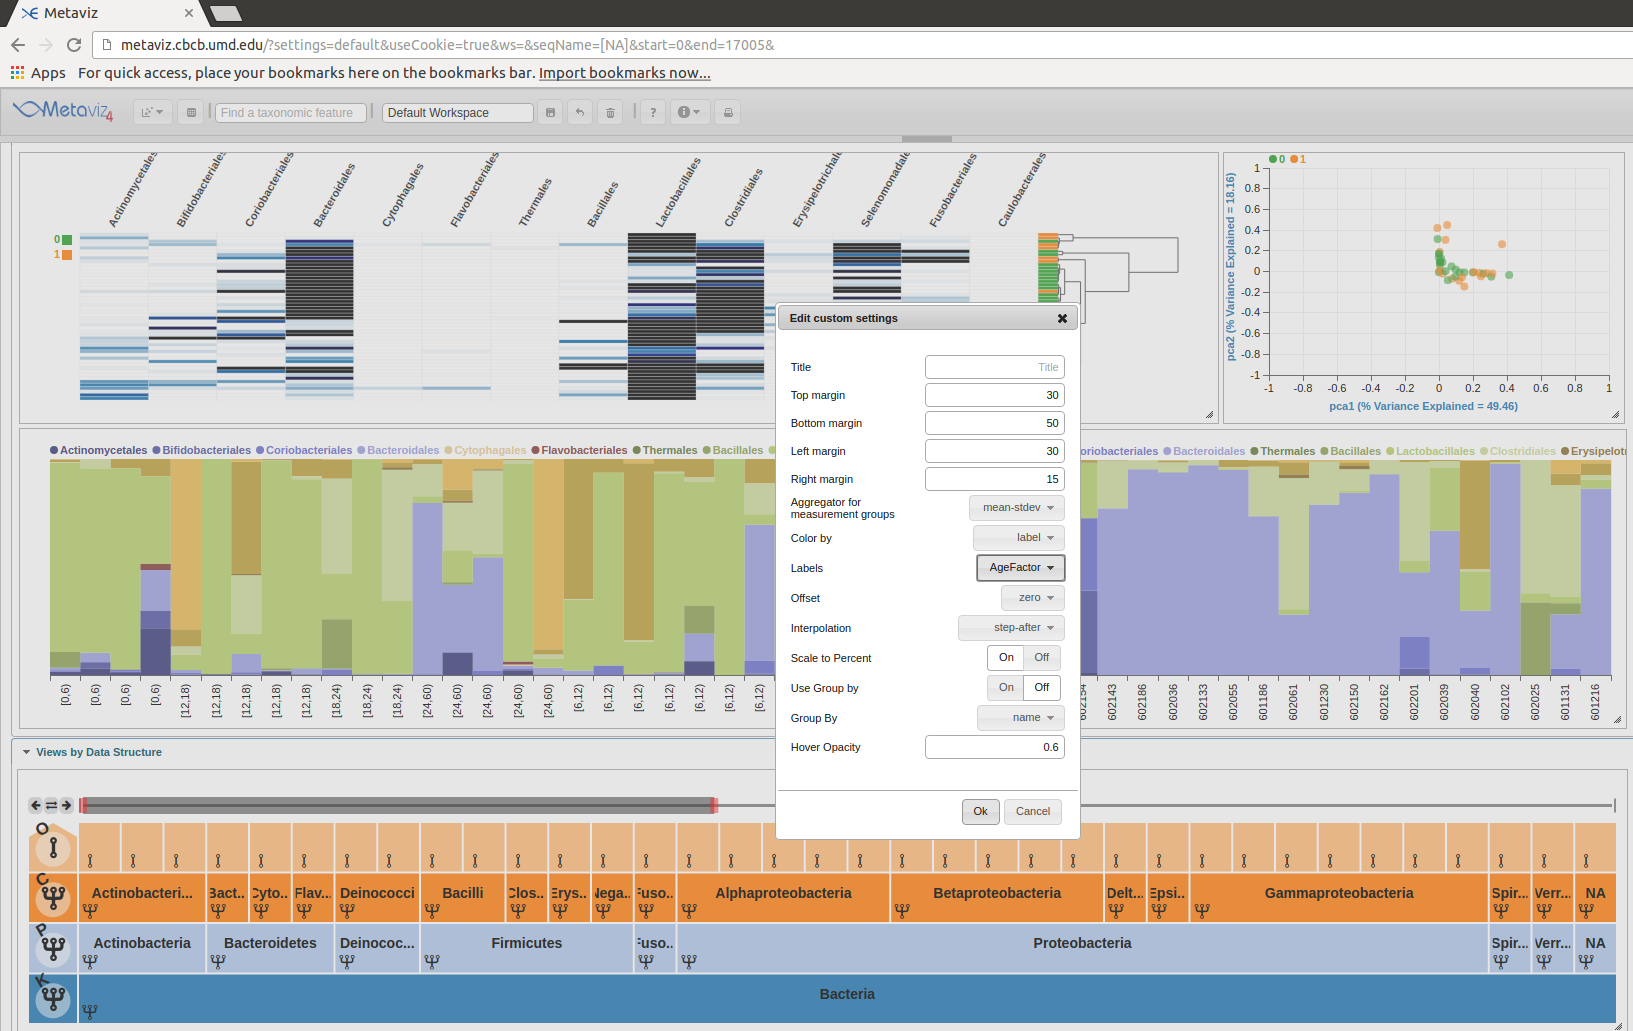 Metaviz
metaviz.cbcb.umd.edu/?settings=default&useCookie=true&ws=&seqName=[NA]&start=0&end=17005&
Apps For quick access, place your bookmarks here on the bookmarks bar. Import bookmarks now...
Metaviz 4
Find a taxonomic feature
Default Workspace
?
Actinomycetales
Bifidobacteriales
Coriobacteriales
Bacteroidales
Cytophagales
Flavobacteriales
Thermales
Bacillales
Lactobacillales
Clostridiales
Erysipelotrichale
Selenomonadale
Fusobacteriales
Caulobacterales
0
1
0 1
pca2 (% Variance Explained = 18.16)
1
0.8
0.6
0.4
0.2
0
-0.2
-0.4
-0.6
-0.8
-1
-1 -0.8 -0.6 -0.4 -0.2 0 0.2 0.4 0.6 0.8 1
pca1 (% Variance Explained = 49.46)
Actinomycetales Bifidobacteriales Coriobacteriales Bacteroidales Cytophagales Flavobacteriales Thermales Bacillales
[0,6) [0,6) [0,6) [0,6) [12,18) [12,18) [12,18) [12,18) [12,18) [18,24) [18,24) [18,24) [24,60) [24,60) [24,60) [24,60) [24,60) [6,12) [6,12) [6,12) [6,12) [6,12) [6,12) [6,12)
Edit custom settings
Title Title
Top margin 30
Bottom margin 50
Left margin 30
Right margin 15
Aggregator for
measurement groups mean-stdev
Color by label
Labels AgeFactor
Offset zero
Interpolation step-after
Scale to Percent On Off
Use Group by On Off
Group By name
Hover Opacity 0.6
Ok Cancel
oriobacteriales Bacteroidales Thermales Bacillales Lactobacillales Clostridiales Erysipelotr
602143 602186 602036 602133 602055 601186 602061 601230 602150 602162 602201 602039 602040 602102 602025 601131 601216
Views by Data Structure
O
C
Actinobacteri... Bact.. Cyto.. Flav.. Deinococci Bacilli Clos.. Erys.. Nega.. Fuso.. Alphaproteobacteria Betaproteobacteria Delt... Epsi.. Gammaproteobacteria Spir... Verr... NA
P
Actinobacteria Bacteroidetes Deinococ... Firmicutes Fuso.. Proteobacteria Spir... Verr... NA
K
Bacteria